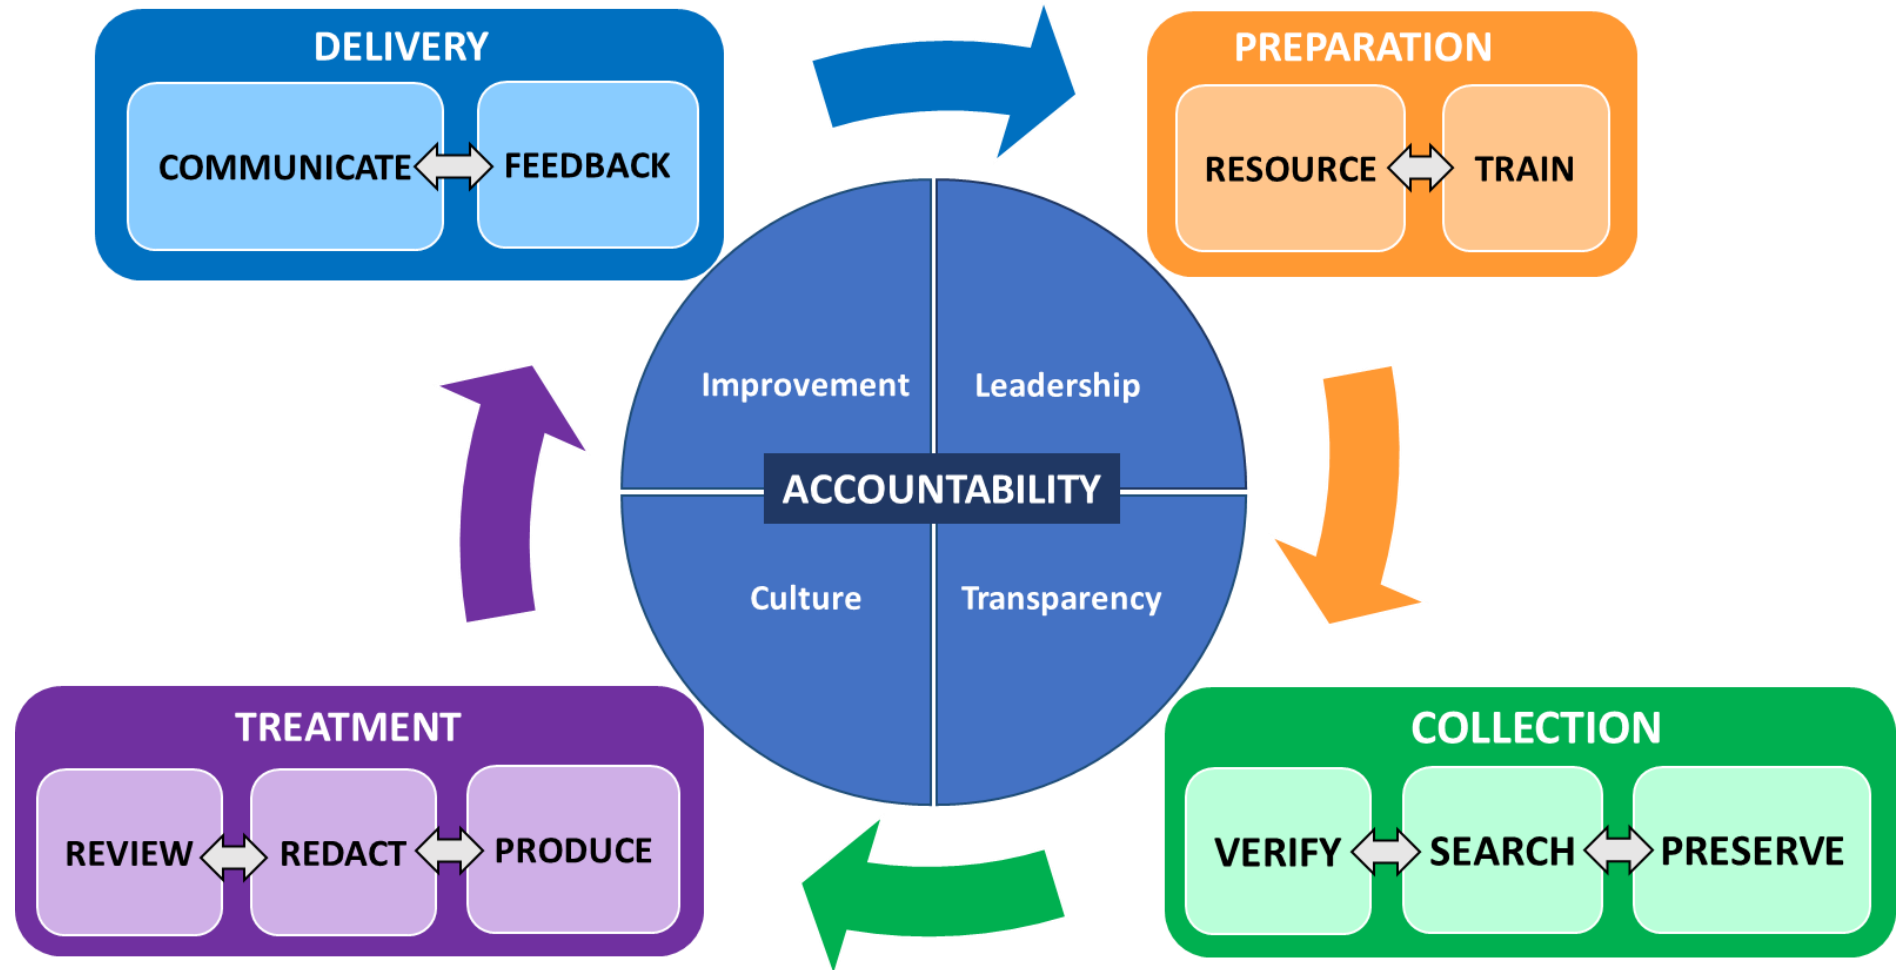 DELIVERY
COMMUNICATE
FEEDBACK
PREPARATION
RESOURCE
TRAIN
Improvement
Leadership
ACCOUNTABILITY
Culture
Transparency
TREATMENT
REVIEW
REDACT
PRODUCE
COLLECTION
VERIFY
SEARCH
PRESERVE